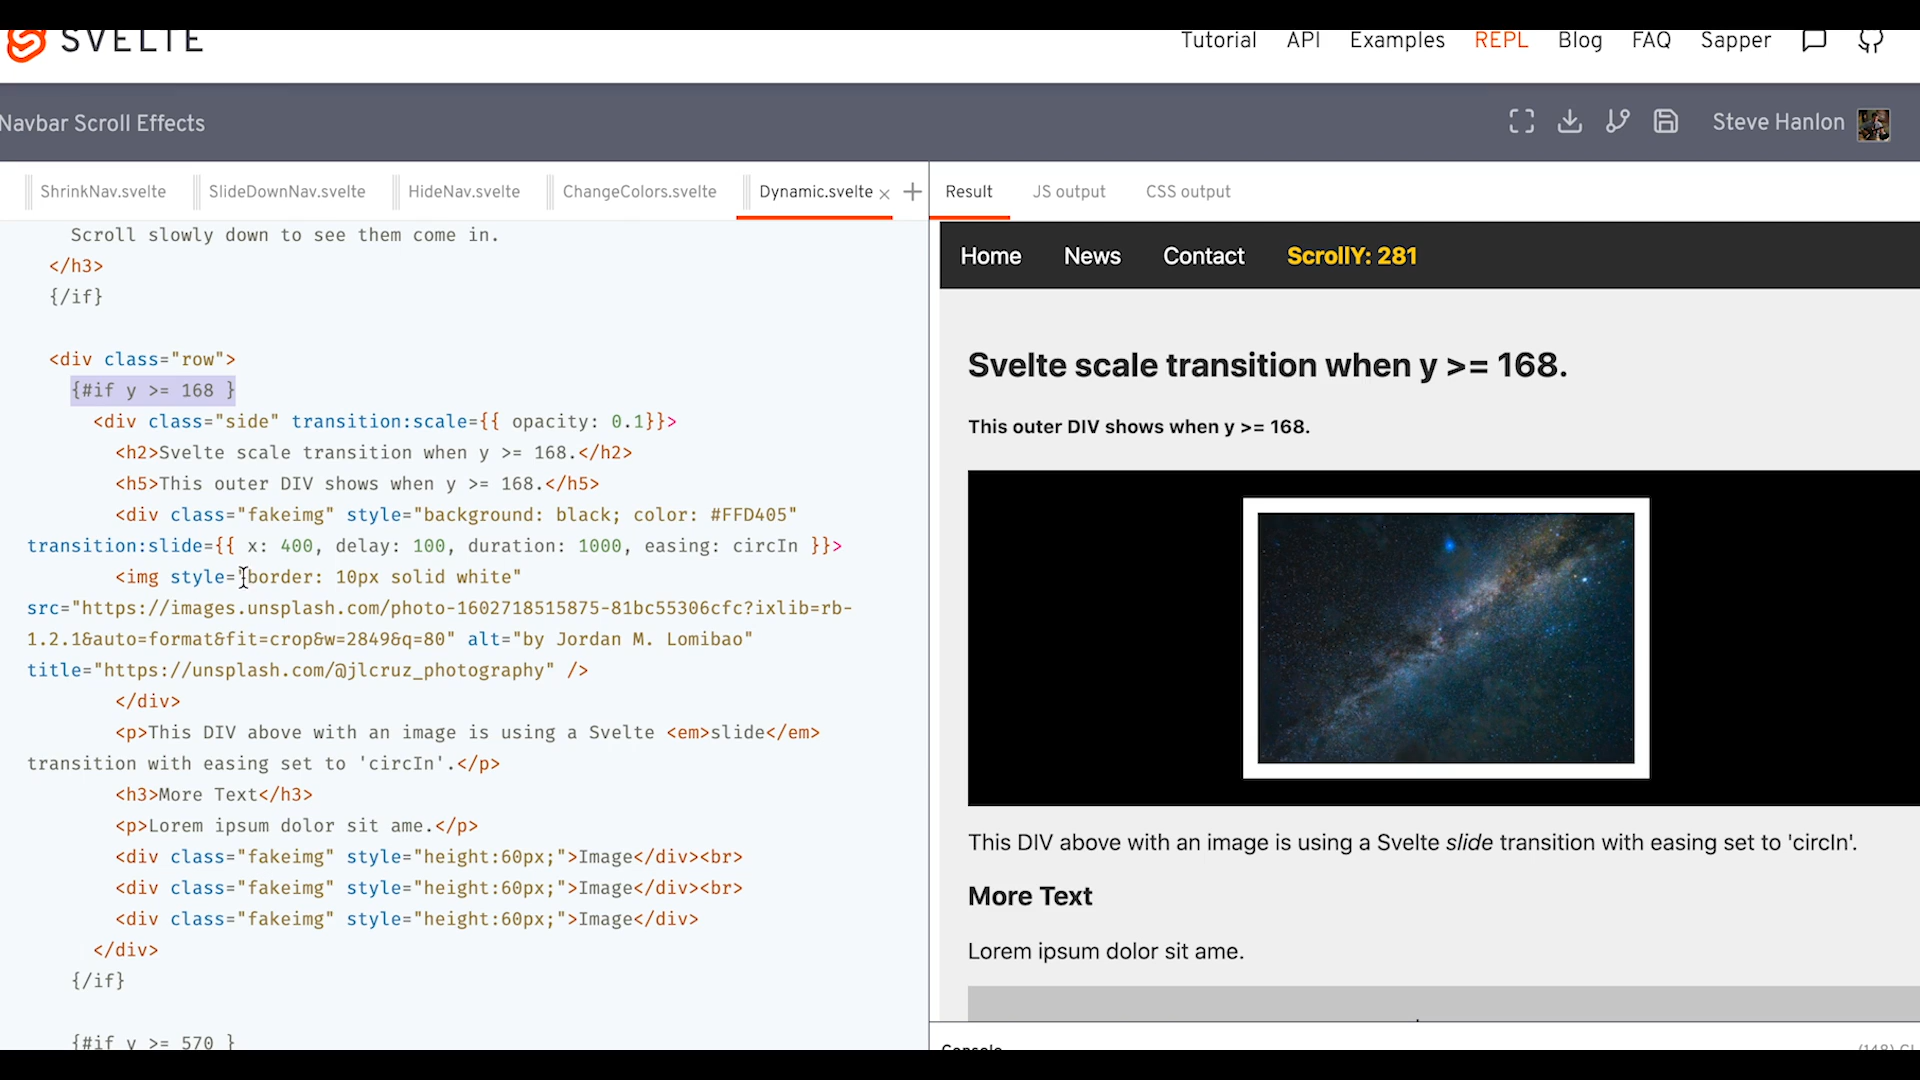 SVELTE
Tutorial API Examples REPL Blog FAQ Sapper
Navbar Scroll Effects
Steve Hanlon
ShrinkNav.svelte SlideDownNav.svelte HideNav.svelte ChangeColors.svelte Dynamic.svelte × +
Result JS output CSS output
Scroll slowly down to see them come in.
</h3>
{/if}
<div class="row">
{#if y >= 168 }
<div class="side" transition:scale={{ opacity: 0.1}}>
<h2>Svelte scale transition when y >= 168.</h2>
<h5>This outer DIV shows when y >= 168.</h5>
<div class="fakeimg" style="background: black; color: #FFD405"
transition:slide={{ x: 400, delay: 100, duration: 1000, easing: circIn }}>
<img style="border: 10px solid white"
src="https://images.unsplash.com/photo-1602718515875-81bc55306cfc?ixlib=rb-
1.2.1&auto=format&fit=crop&w=2849&q=80" alt="by Jordan M. Lomibao"
title="https://unsplash.com/@jlcruz_photography" />
</div>
<p>This DIV above with an image is using a Svelte <em>slide</em>
transition with easing set to 'circIn'.</p>
<h3>More Text</h3>
<p>Lorem ipsum dolor sit ame.</p>
<div class="fakeimg" style="height:60px;">Image</div><br>
<div class="fakeimg" style="height:60px;">Image</div><br>
<div class="fakeimg" style="height:60px;">Image</div>
</div>
{/if}
{#if y >= 570 }
Home News Contact ScrollY: 281
Svelte scale transition when y >= 168.
This outer DIV shows when y >= 168.
This DIV above with an image is using a Svelte slide transition with easing set to 'circIn'.
More Text
Lorem ipsum dolor sit ame.
Console